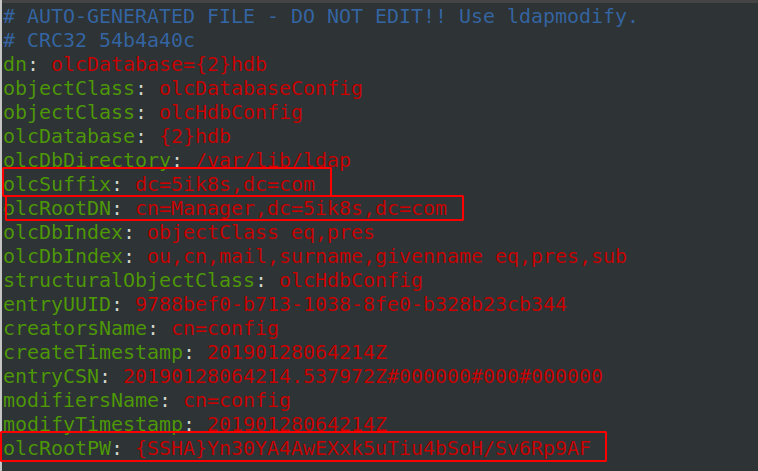 # AUTO-GENERATED FILE - DO NOT EDIT!! Use ldapmodify.
# CRC32 54b4a40c
dn: olcDatabase={2}hdb
objectClass: olcDatabaseConfig
objectClass: olcHdbConfig
olcDatabase: {2}hdb
olcDbDirectory: /var/lib/ldap
olcSuffix: dc=5ik8s,dc=com
olcRootDN: cn=Manager,dc=5ik8s,dc=com
olcDbIndex: objectClass eq,pres
olcDbIndex: ou,cn,mail,surname,givenname eq,pres,sub
structuralObjectClass: olcHdbConfig
entryUUID: 9788bef0-b713-1038-8fe0-b328b23cb344
creatorsName: cn=config
createTimestamp: 20190128064214Z
entryCSN: 20190128064214.537972Z#000000#000#000000
modifiersName: cn=config
modifyTimestamp: 20190128064214Z
olcRootPW: {SSHA}Yn30YA4AwEXxk5uTiu4bSoH/Sv6Rp9AF